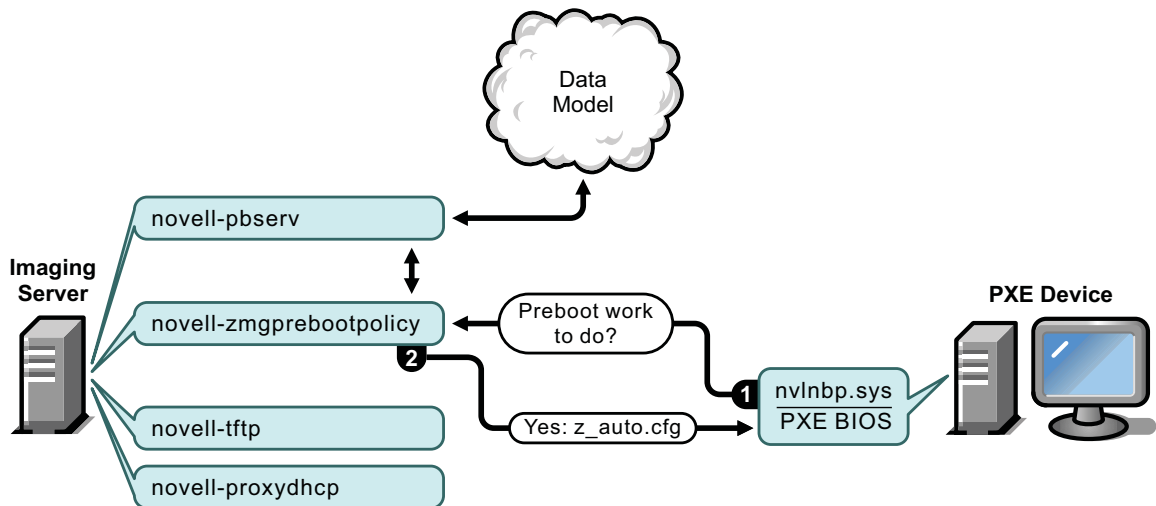 Data
Model
novell-pbserv
Imaging
Server
novell-zmgprebootpolicy
2
Preboot work
to do?
PXE Device
1
nvlnbp.sys
PXE BIOS
Yes: z_auto.cfg
novell-tftp
novell-proxydhcp